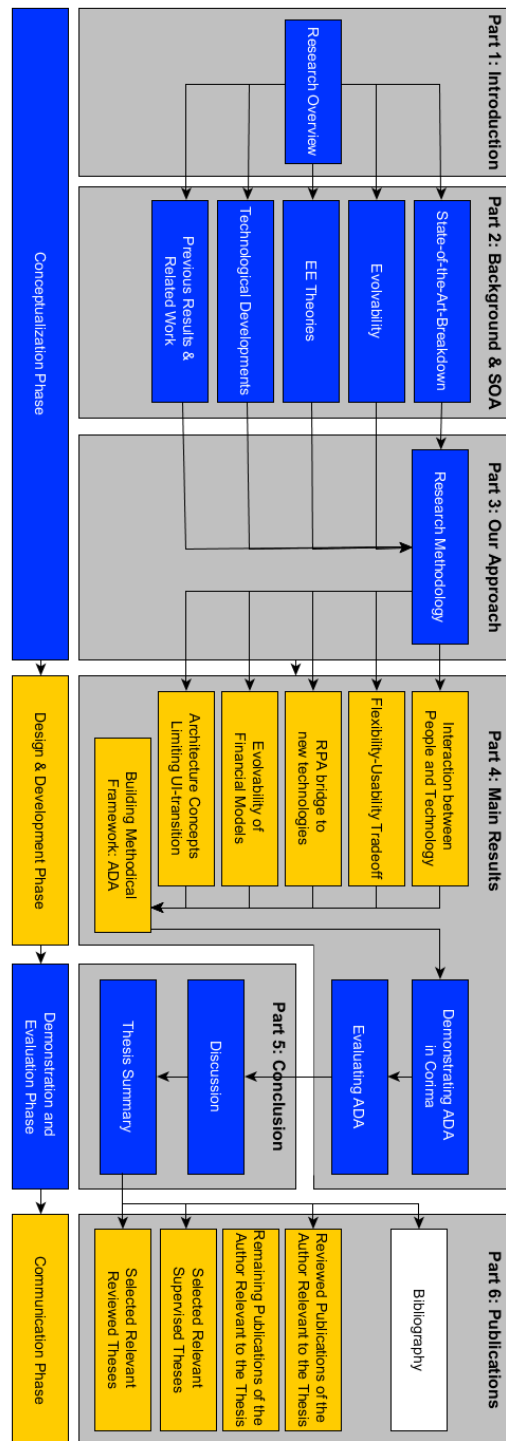 Part 1: Introduction
Research Overview
Part 2: Background & SOA
State-of-the-Art-Breakdown
Evolvability
EE Theories
Technological Developments
Previous Results &
Related Work
Part 3: Our Approach
Research Methodology
Part 4: Main Results
Interaction between
People and Technology
Flexibility-Usability Tradeoff
RPA bridge to
new technologies
Evolvability of
Financial Models
Architecture Concepts
Limiting UI-transition
Building Methodical
Framework: ADA
Demonstrating ADA
in Corima
Evaluating ADA
Part 5: Conclusion
Discussion
Thesis Summary
Part 6: Publications
Bibliography
Reviewed Publications of the
Author Relevant to the Thesis
Remaining Publications of the
Author Relevant to the Thesis
Selected Relevant
Supervised Theses
Selected Relevant
Reviewed Theses
Conceptualization Phase
Design & Development Phase
Demonstration and
Evaluation Phase
Communication Phase